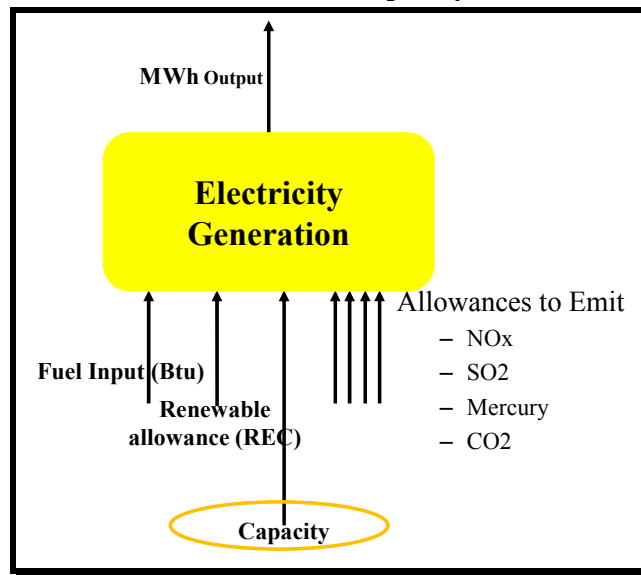 MWh Output
Electricity
Generation
Allowances to Emit
– NOx
– SO2
– Mercury
– CO2
Fuel Input (Btu)
Renewable
allowance (REC)
Capacity